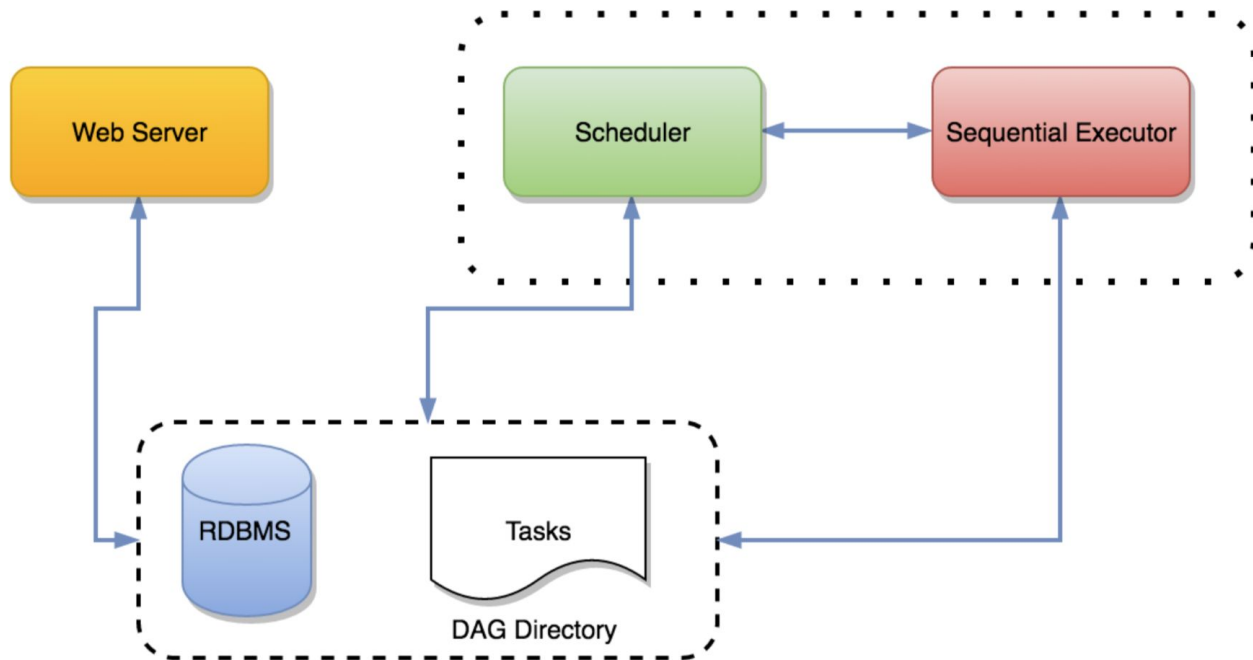 Web Server
Scheduler
Sequential Executor
RDBMS
Tasks
DAG Directory